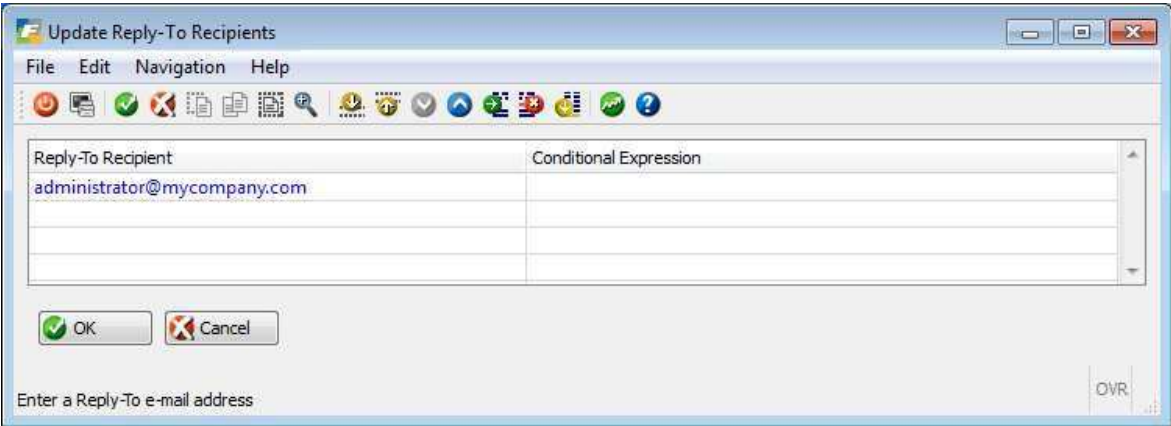 Update Reply-To Recipients
File Edit Navigation Help
Reply-To Recipient Conditional Expression
administrator@mycompany.com
OK Cancel
Enter a Reply-To e-mail address OVR